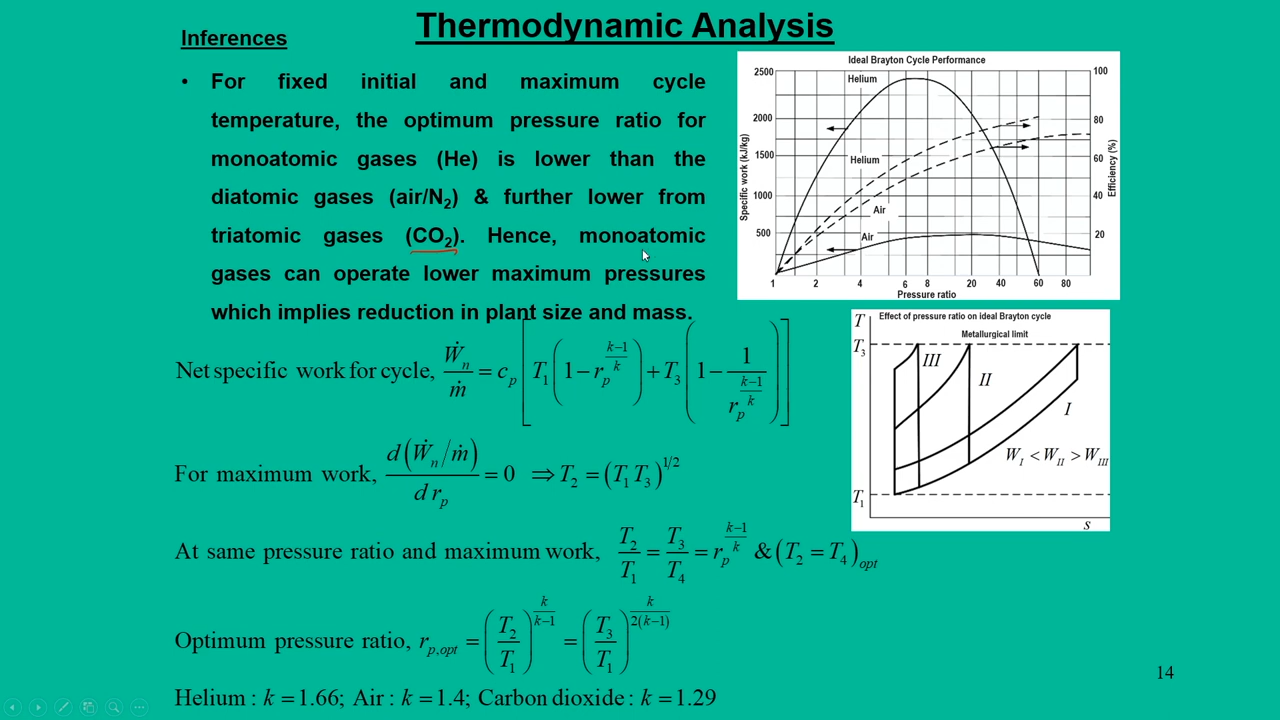 Thermodynamic Analysis
Inferences
• For fixed initial and maximum cycle
temperature, the optimum pressure ratio for
monoatomic gases (He) is lower than the
diatomic gases (air/N₂) & further lower from
triatomic gases (CO₂). Hence, monoatomic
gases can operate lower maximum pressures
which implies reduction in plant size and mass.
Net specific work for cycle, Ẇₙ/ṁ = cₚ [ T₁ (1 − rₚ^((k−1)/k)) + T₃ (1 − 1/rₚ^((k−1)/k)) ]
For maximum work, d(Ẇₙ/ṁ)/d rₚ = 0 ⇒ T₂ = (T₁T₃)^(1/2)
At same pressure ratio and maximum work, T₂/T₁ = T₃/T₄ = rₚ^((k−1)/k) & (T₂ = T₄)opt
Optimum pressure ratio, rp,opt = (T₂/T₁)^(k/(k−1)) = (T₃/T₁)^(k/(2(k−1)))
Helium : k = 1.66; Air : k = 1.4; Carbon dioxide : k = 1.29
Ideal Brayton Cycle Performance
2500
2000
1500
1000
500
Specific work (kJ/kg)
Helium
Helium
Air
Air
100
80
60
40
20
Efficiency (%)
1 2 4 6 8 20 40 60 80
Pressure ratio
T Effect of pressure ratio on ideal Brayton cycle
Metallurgical limit
T₃
III
II
I
W_I < W_II > W_III
T₁
s
14